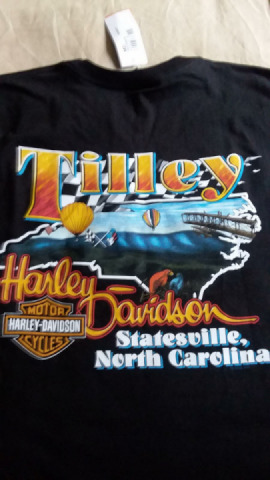 Tilley
Harley-Davidson
MOTOR
HARLEY-DAVIDSON
CYCLES
Statesville,
North Carolina